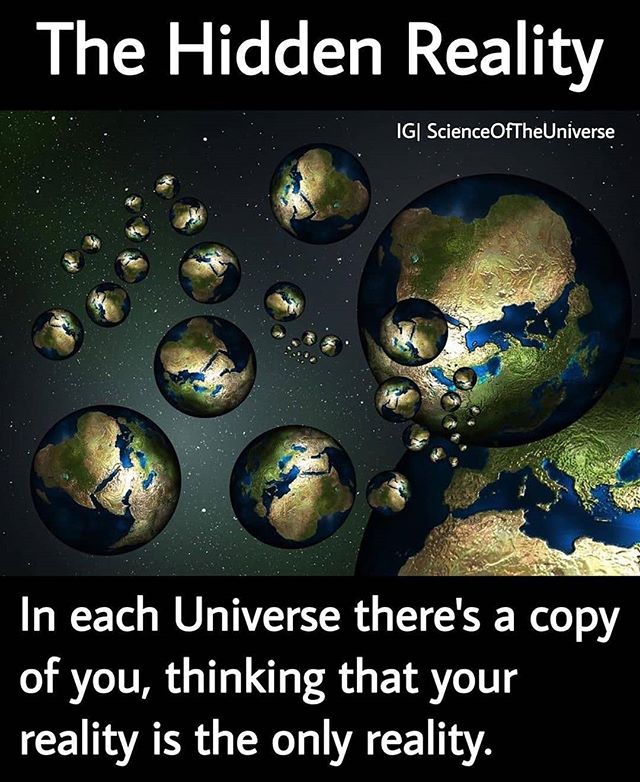 The Hidden Reality
IG| ScienceOfTheUniverse
In each Universe there's a copy
of you, thinking that your
reality is the only reality.